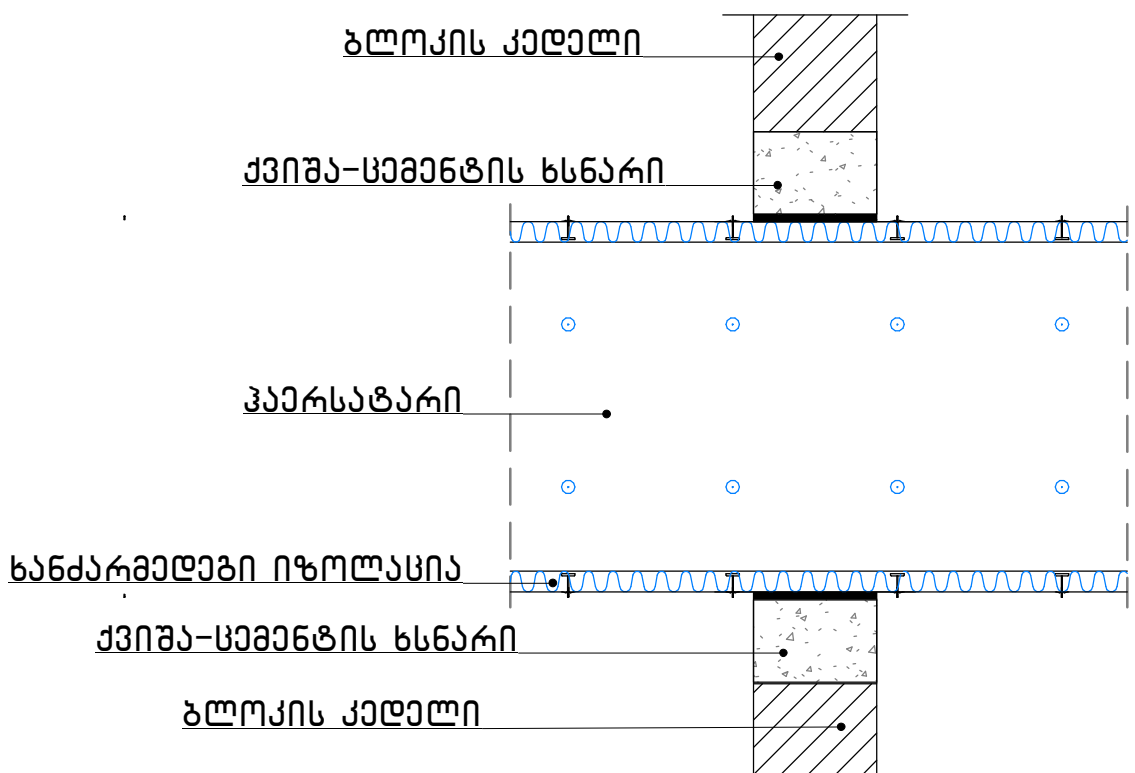 ბლოკის კედელი
ქვიშა-ცემენტის ხსნარი
ჰაერსატარი
ხანძარმედეგი იზოლაცია
ქვიშა-ცემენტის ხსნარი
ბლოკის კედელი